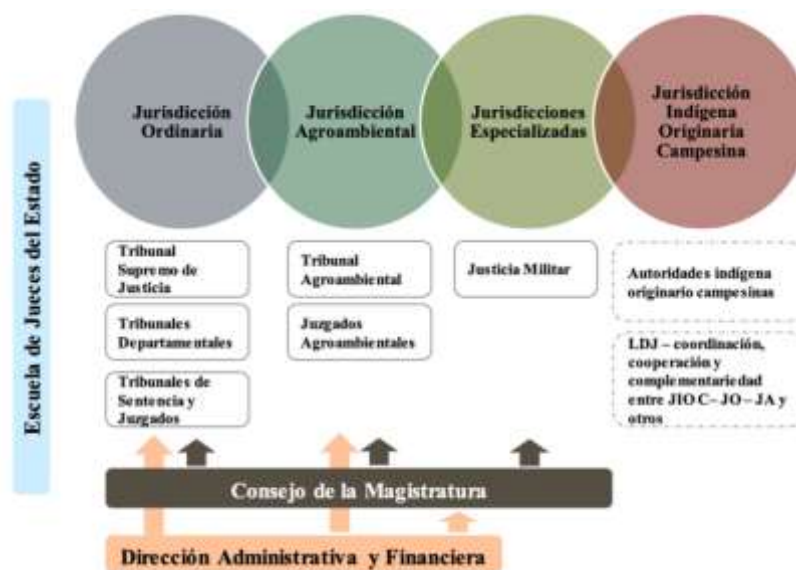 Escuela de Jueces del Estado
Jurisdicción
Ordinaria
Jurisdicción
Agroambiental
Jurisdicciones
Especializadas
Jurisdicción
Indígena
Originaria
Campesina
Tribunal
Supremo de
Justicia
Tribunales
Departamentales
Tribunales de
Sentencia y
Juzgados
Tribunal
Agroambiental
Juzgados
Agroambientales
Justicia Militar
Autoridades indígena
originario campesinas
LDJ – coordinación,
cooperación y
complementariedad
entre JIO C– JO – JA y
otros
Consejo de la Magistratura
Dirección Administrativa y Financiera